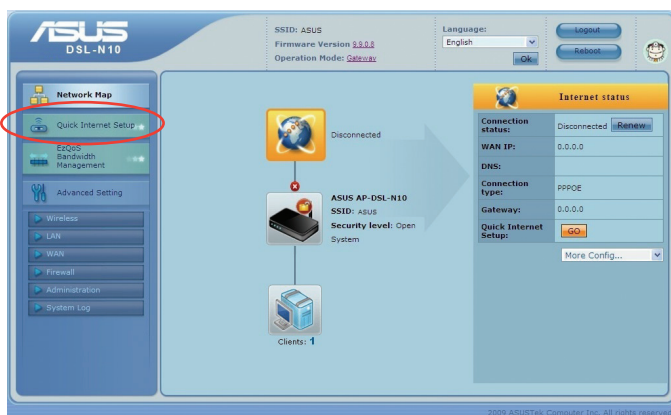 ASUS
DSL-N10
SSID: ASUS
Firmware Version 9.9.0.8
Operation Mode: Gateway
Language:
English
Ok
Logout
Reboot
Network Map
Quick Internet Setup
EzQoS
Bandwidth
Management
Advanced Setting
Wireless
LAN
WAN
Firewall
Administration
System Log
Disconnected
ASUS AP-DSL-N10
SSID: ASUS
Security level: Open
System
Clients: 1
Internet status
Connection
status:
Disconnected Renew
WAN IP: 0.0.0.0
DNS:
Connection
type:
PPPOE
Gateway: 0.0.0.0
Quick Internet
Setup:
GO
More Config...
2009 ASUSTek Computer Inc. All rights reserve